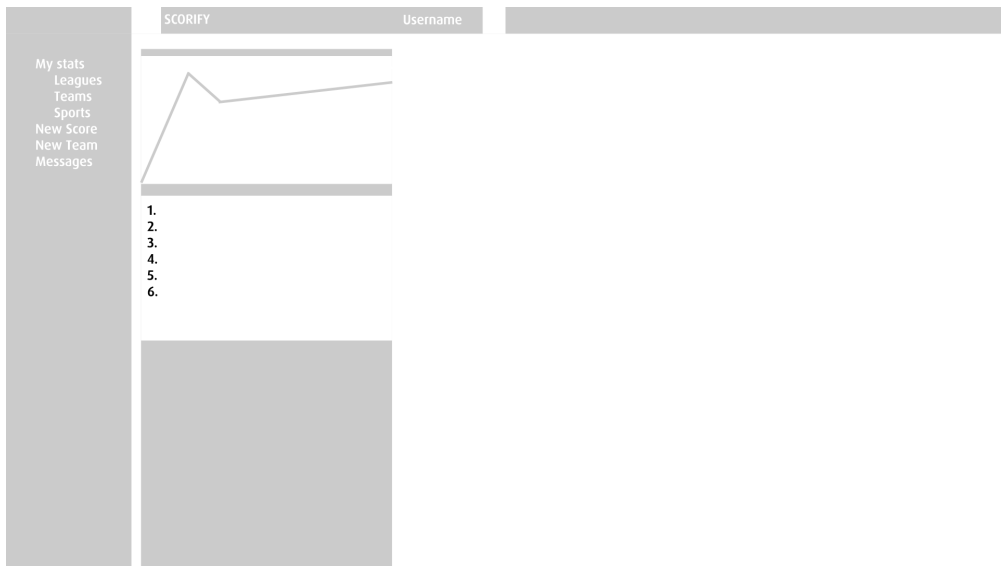 SCORIFY
Username
My stats
Leagues
Teams
Sports
New Score
New Team
Messages
1.
2.
3.
4.
5.
6.